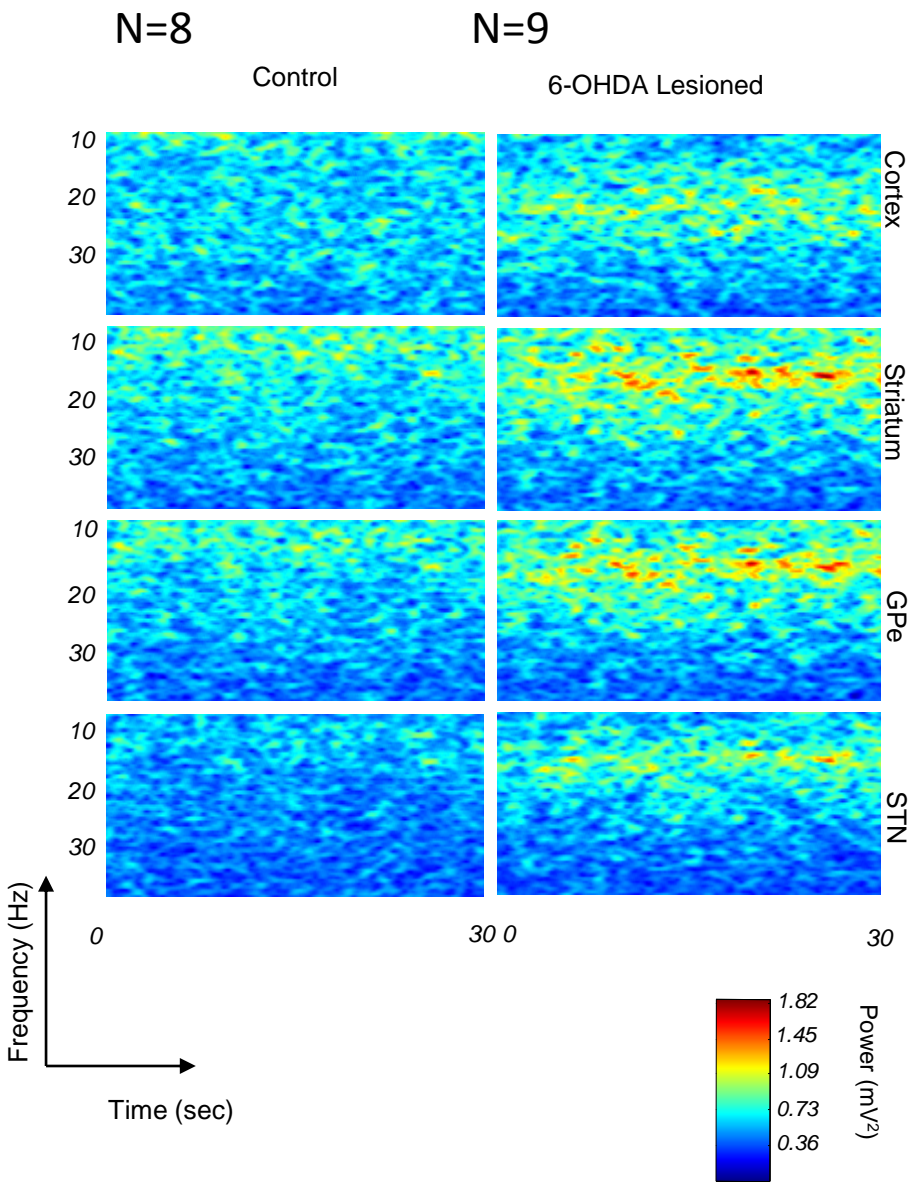 N=8 N=9
Control 6-OHDA Lesioned
10
20
30
Cortex
10
20
30
Striatum
10
20
30
GPe
10
20
30
STN
0 30 0 30
Frequency (Hz)
Time (sec)
1.82
1.45
1.09
0.73
0.36
Power (mV²)